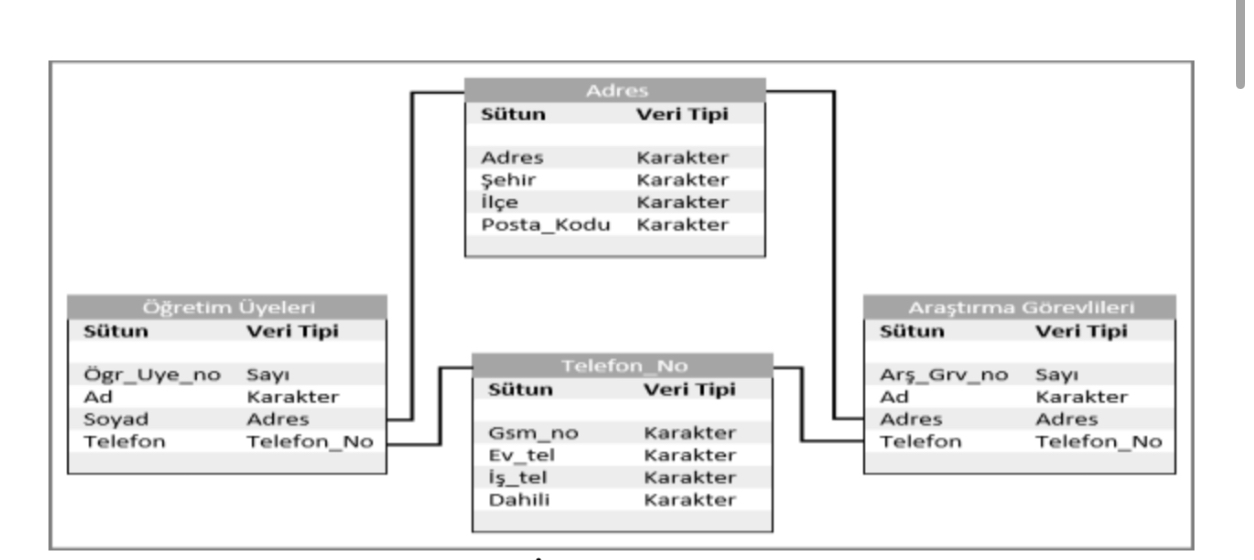 Adres
Sütun Veri Tipi
Adres Karakter
Şehir Karakter
İlçe Karakter
Posta_Kodu Karakter
Öğretim Üyeleri
Sütun Veri Tipi
Ögr_Uye_no Sayı
Ad Karakter
Soyad Adres
Telefon Telefon_No
Telefon_No
Sütun Veri Tipi
Gsm_no Karakter
Ev_tel Karakter
İş_tel Karakter
Dahili Karakter
Araştırma Görevlileri
Sütun Veri Tipi
Arş_Grv_no Sayı
Ad Karakter
Adres Adres
Telefon Telefon_No